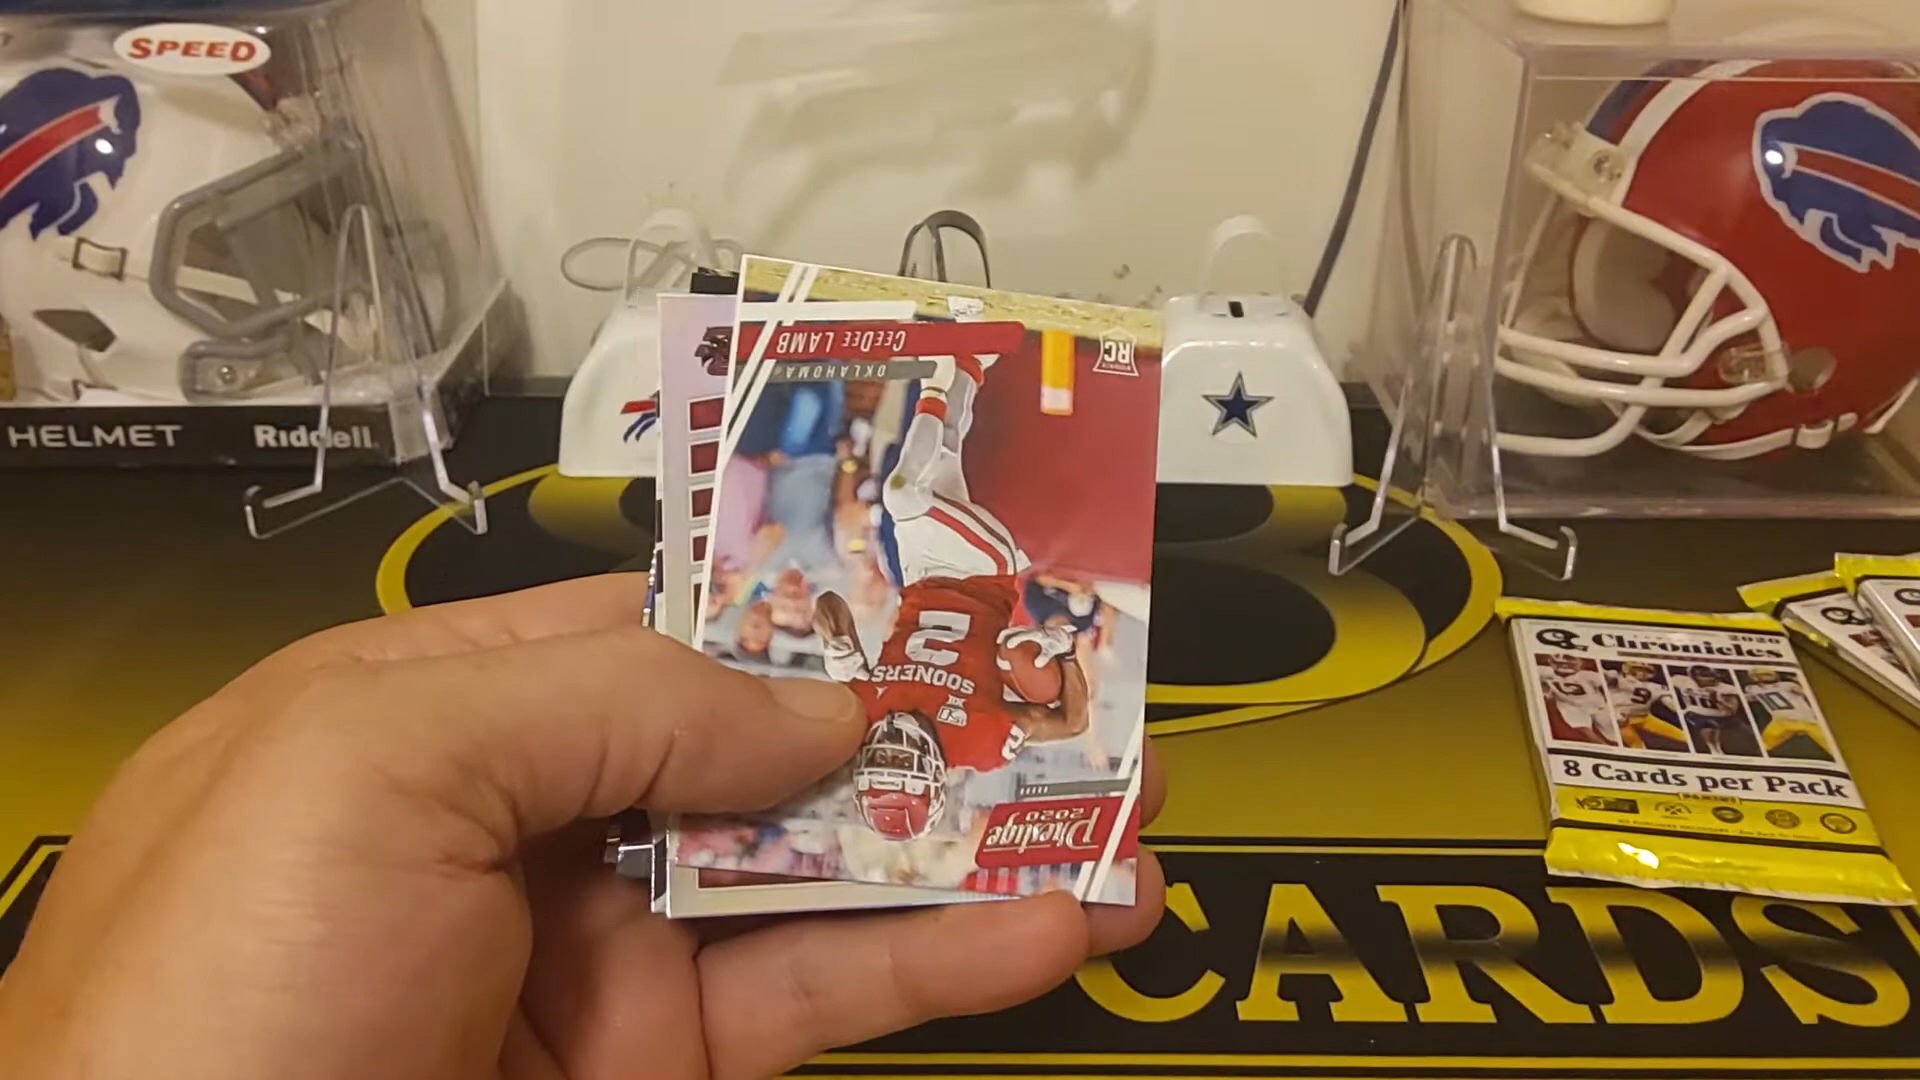 SPEED
HELMET Riddell
CEEDEE LAMB
OKLAHOMA
RC
2
SOONERS
2
Prestige
2020
2020
Chronicles
8 Cards per Pack
PANINI
CARDS